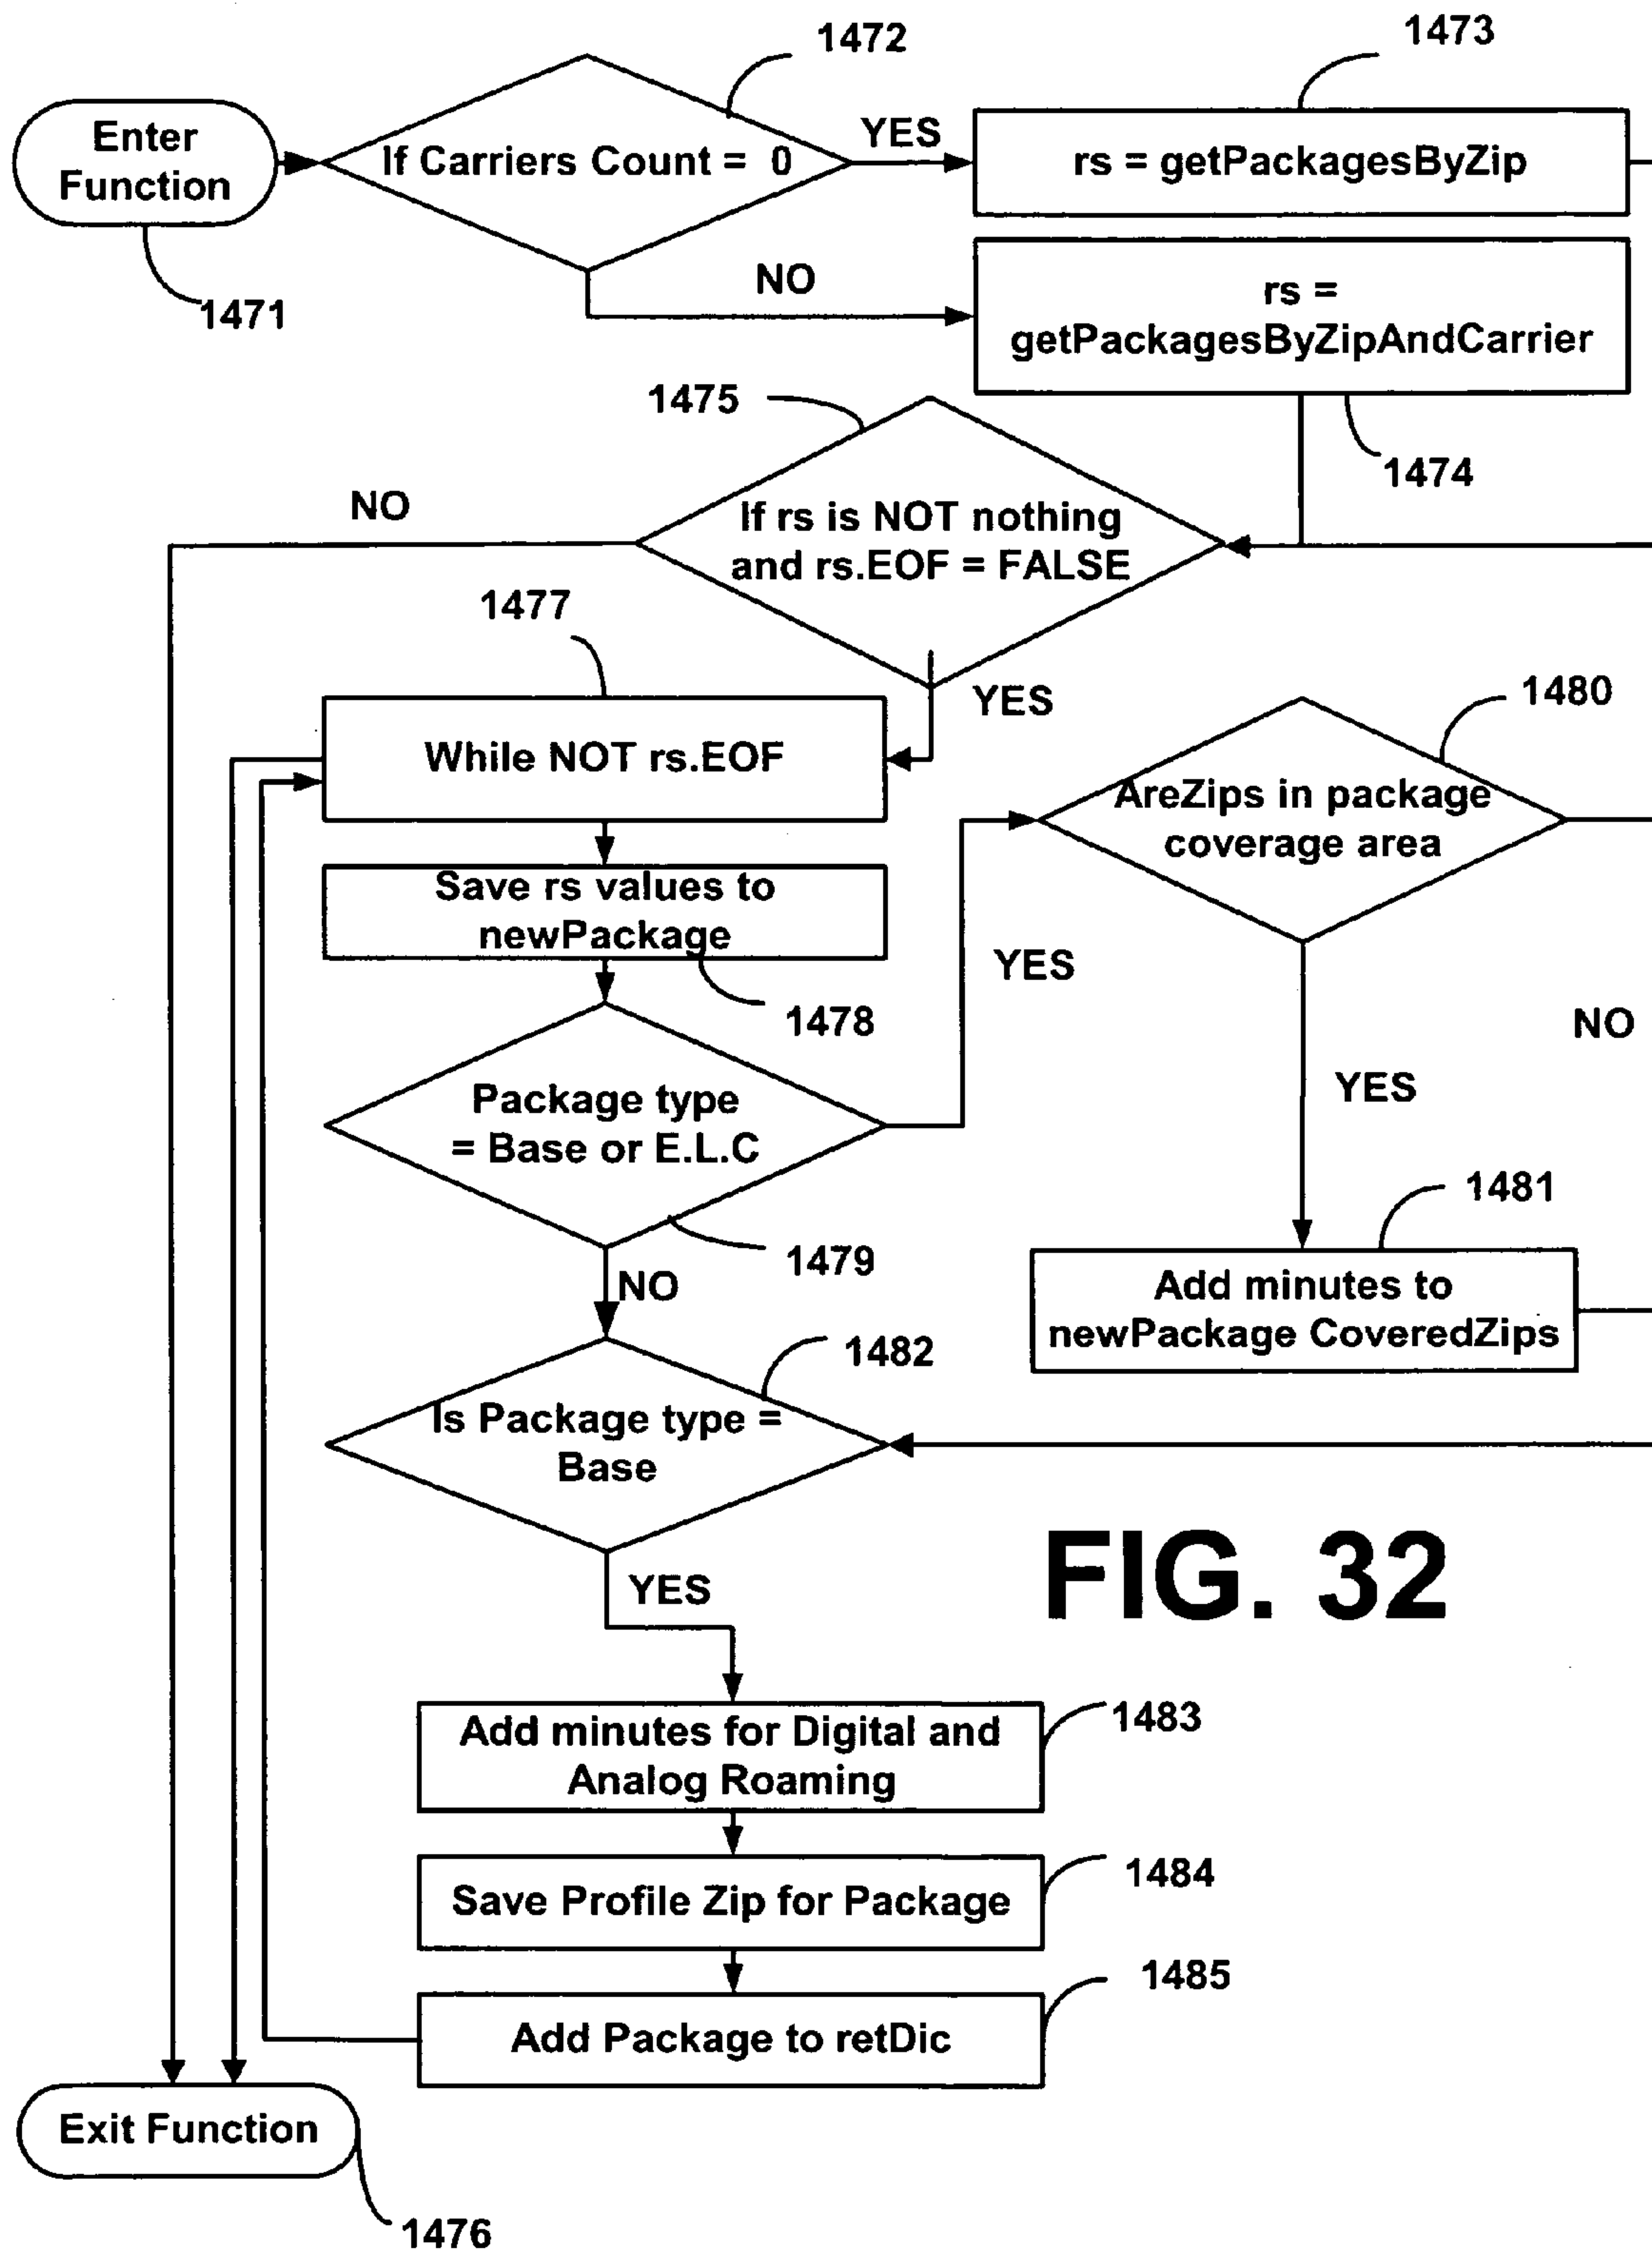 1472
1473
Enter
Function
If Carriers Count = 0
YES
rs = getPackagesByZip
1471
NO
rs =
getPackagesByZipAndCarrier
1475
1474
NO
If rs is NOT nothing
and rs.EOF = FALSE
1477
YES
1480
While NOT rs.EOF
AreZips in package
coverage area
Save rs values to
newPackage
YES
1478
NO
Package type
= Base or E.L.C
YES
1479
1481
NO
Add minutes to
newPackage CoveredZips
1482
Is Package type =
Base
FIG. 32
YES
1483
Add minutes for Digital and
Analog Roaming
1484
Save Profile Zip for Package
1485
Add Package to retDic
Exit Function
1476